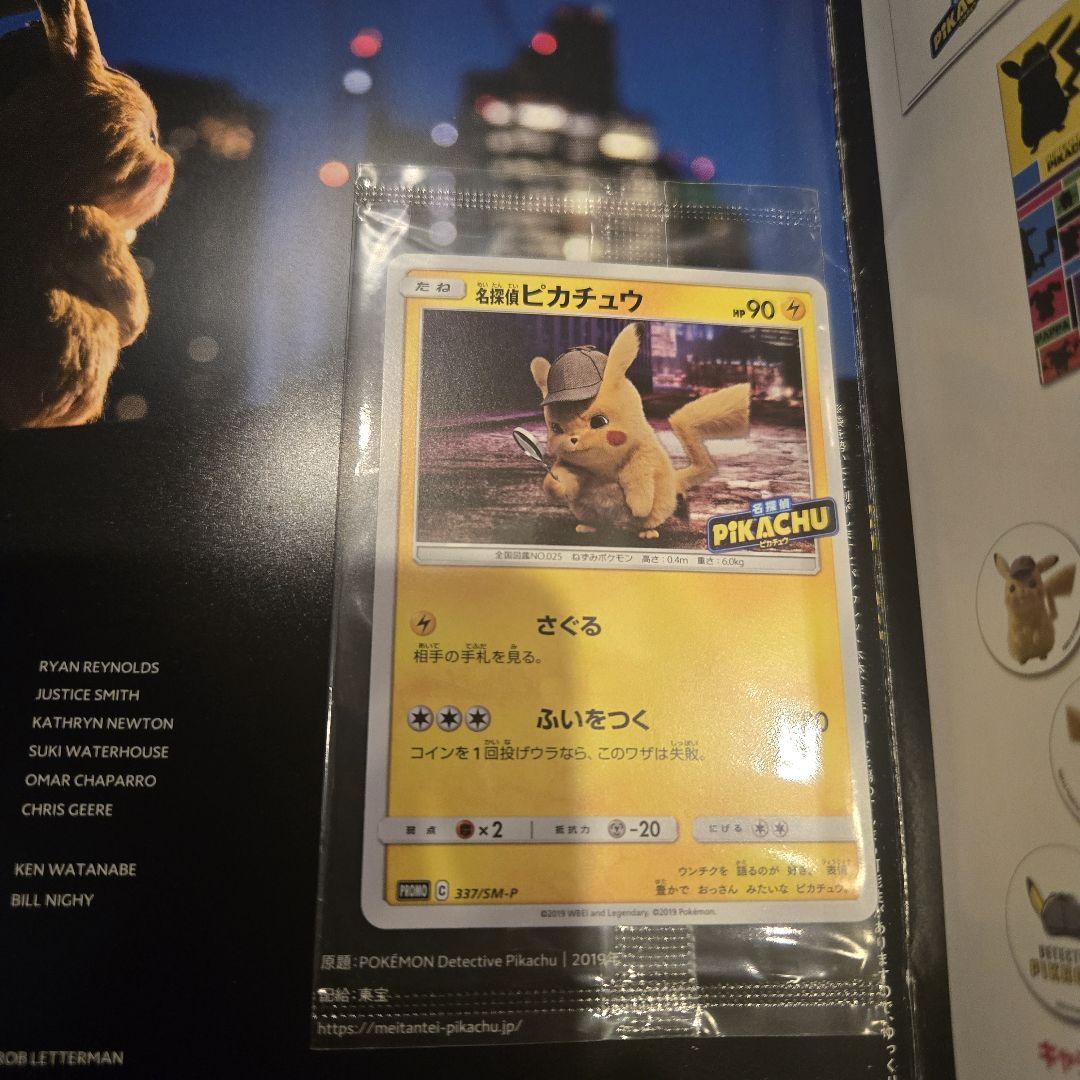 たね
名探偵ピカチュウ
HP 90
名探偵
PiKACHU
ピカチュウ
全国図鑑NO.025 ねずみポケモン 高さ:0.4m 重さ:6.0kg
さぐる
相手の手札を見る。
ふいをつく
コインを1回投げウラなら、このワザは失敗。
弱点 ×2 抵抗力 -20 にげる
ウンチクを 語るのが 好き。 表情
豊かで おっさん みたいな ピカチュウ。
PROMO C 337/SM-P
©2019 WBEI and Legendary. ©2019 Pokémon.
RYAN REYNOLDS
JUSTICE SMITH
KATHRYN NEWTON
SUKI WATERHOUSE
OMAR CHAPARRO
CHRIS GEERE
KEN WATANABE
BILL NIGHY
ROB LETTERMAN
原題:POKÉMON Detective Pikachu | 2019年
配給:東宝
https://meitantei-pikachu.jp/